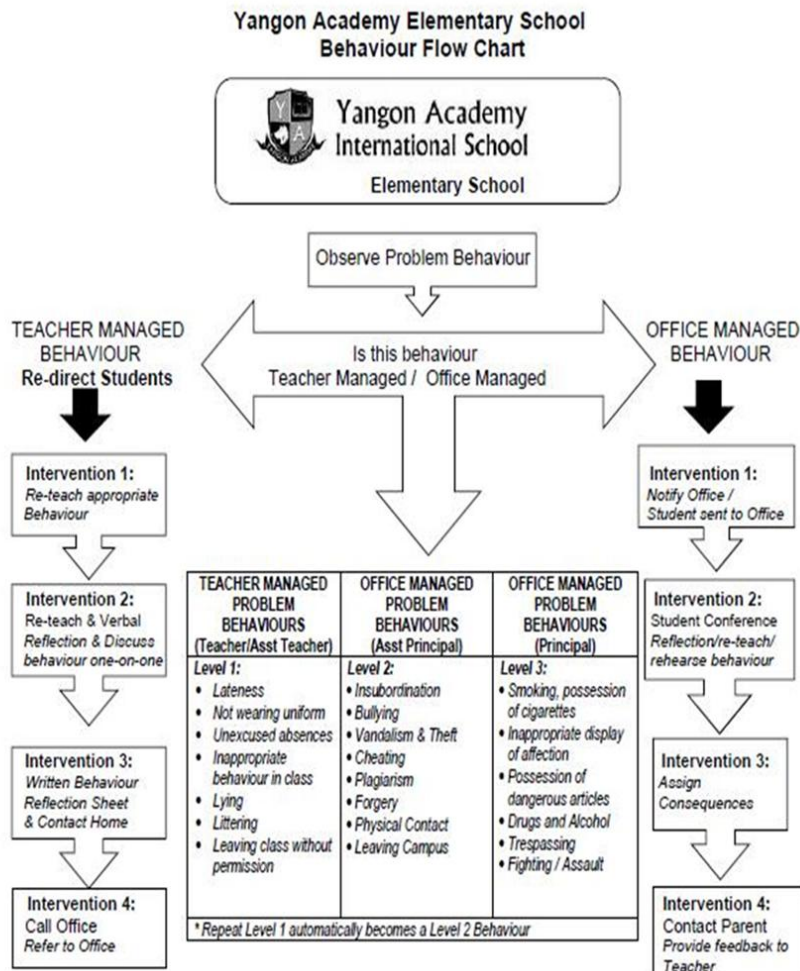 Yangon Academy Elementary School
Behaviour Flow Chart
Y
A
Yangon Academy
International School
Elementary School
Observe Problem Behaviour
Is this behaviour
Teacher Managed / Office Managed
TEACHER MANAGED
BEHAVIOUR
Re-direct Students
Intervention 1:
Re-teach appropriate
Behaviour
Intervention 2:
Re-teach & Verbal
Reflection & Discuss
behaviour one-on-one
Intervention 3:
Written Behaviour
Reflection Sheet
& Contact Home
Intervention 4:
Call Office
Refer to Office
TEACHER MANAGED
PROBLEM
BEHAVIOURS
(Teacher/Asst Teacher)
Level 1:
• Lateness
• Not wearing uniform
• Unexcused absences
• Inappropriate
behaviour in class
• Lying
• Littering
• Leaving class without
permission
OFFICE MANAGED
PROBLEM
BEHAVIOURS
(Asst Principal)
Level 2:
• Insubordination
• Bullying
• Vandalism & Theft
• Cheating
• Plagiarism
• Forgery
• Physical Contact
• Leaving Campus
OFFICE MANAGED
PROBLEM
BEHAVIOURS
(Principal)
Level 3:
• Smoking, possession
of cigarettes
• Inappropriate display
of affection
• Possession of
dangerous articles
• Drugs and Alcohol
• Trespassing
• Fighting / Assault
* Repeat Level 1 automatically becomes a Level 2 Behaviour
OFFICE MANAGED
BEHAVIOUR
Intervention 1:
Notify Office /
Student sent to Office
Intervention 2:
Student Conference
Reflection/re-teach/
rehearse behaviour
Intervention 3:
Assign
Consequences
Intervention 4:
Contact Parent
Provide feedback to
Teacher